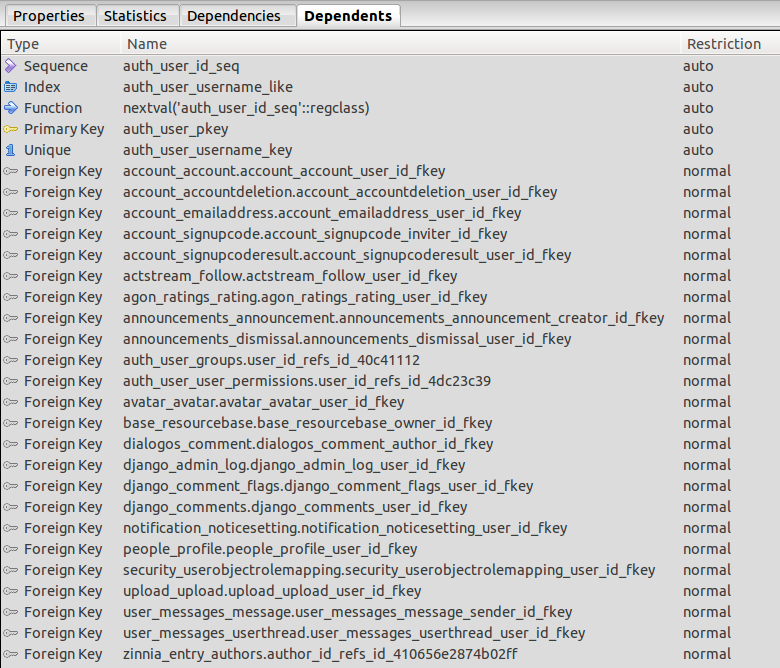 Properties Statistics Dependencies Dependents
Type Name Restriction
Sequence auth_user_id_seq auto
Index auth_user_username_like auto
Function nextval('auth_user_id_seq'::regclass) auto
Primary Key auth_user_pkey auto
Unique auth_user_username_key auto
Foreign Key account_account.account_account_user_id_fkey normal
Foreign Key account_accountdeletion.account_accountdeletion_user_id_fkey normal
Foreign Key account_emailaddress.account_emailaddress_user_id_fkey normal
Foreign Key account_signupcode.account_signupcode_inviter_id_fkey normal
Foreign Key account_signupcoderesult.account_signupcoderesult_user_id_fkey normal
Foreign Key actstream_follow.actstream_follow_user_id_fkey normal
Foreign Key agon_ratings_rating.agon_ratings_rating_user_id_fkey normal
Foreign Key announcements_announcement.announcements_announcement_creator_id_fkey normal
Foreign Key announcements_dismissal.announcements_dismissal_user_id_fkey normal
Foreign Key auth_user_groups.user_id_refs_id_40c41112 normal
Foreign Key auth_user_user_permissions.user_id_refs_id_4dc23c39 normal
Foreign Key avatar_avatar.avatar_avatar_user_id_fkey normal
Foreign Key base_resourcebase.base_resourcebase_owner_id_fkey normal
Foreign Key dialogos_comment.dialogos_comment_author_id_fkey normal
Foreign Key django_admin_log.django_admin_log_user_id_fkey normal
Foreign Key django_comment_flags.django_comment_flags_user_id_fkey normal
Foreign Key django_comments.django_comments_user_id_fkey normal
Foreign Key notification_noticesetting.notification_noticesetting_user_id_fkey normal
Foreign Key people_profile.people_profile_user_id_fkey normal
Foreign Key security_userobjectrolemapping.security_userobjectrolemapping_user_id_fkey normal
Foreign Key upload_upload.upload_upload_user_id_fkey normal
Foreign Key user_messages_message.user_messages_message_sender_id_fkey normal
Foreign Key user_messages_userthread.user_messages_userthread_user_id_fkey normal
Foreign Key zinnia_entry_authors.author_id_refs_id_410656e2874b02ff normal